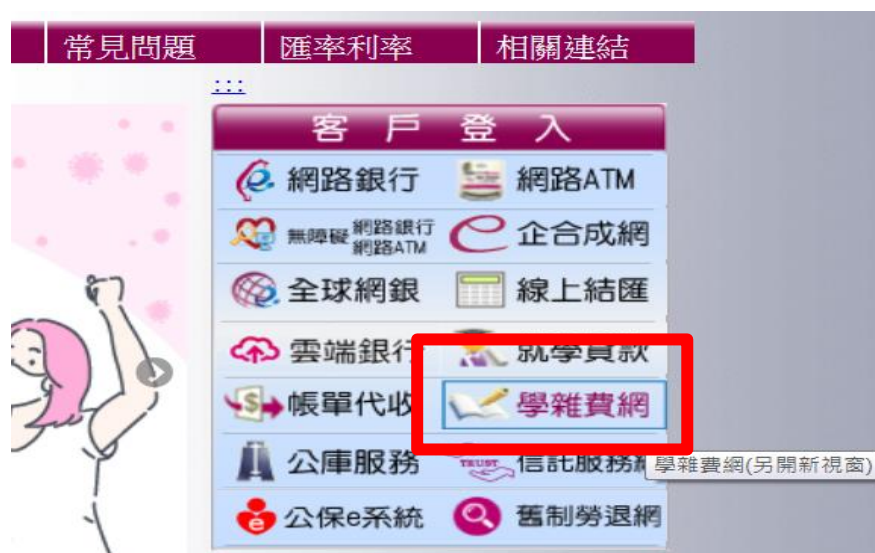 常見問題 匯率利率 相關連結
:::
客戶登入
網路銀行 網路ATM
無障礙 網路銀行 企合成網
網路ATM
全球網銀 線上結匯
雲端銀行 就學貸款
帳單代收 學雜費網
公庫服務 TRUST 信託服務網 學雜費網(另開新視窗)
公保e系統 舊制勞退網